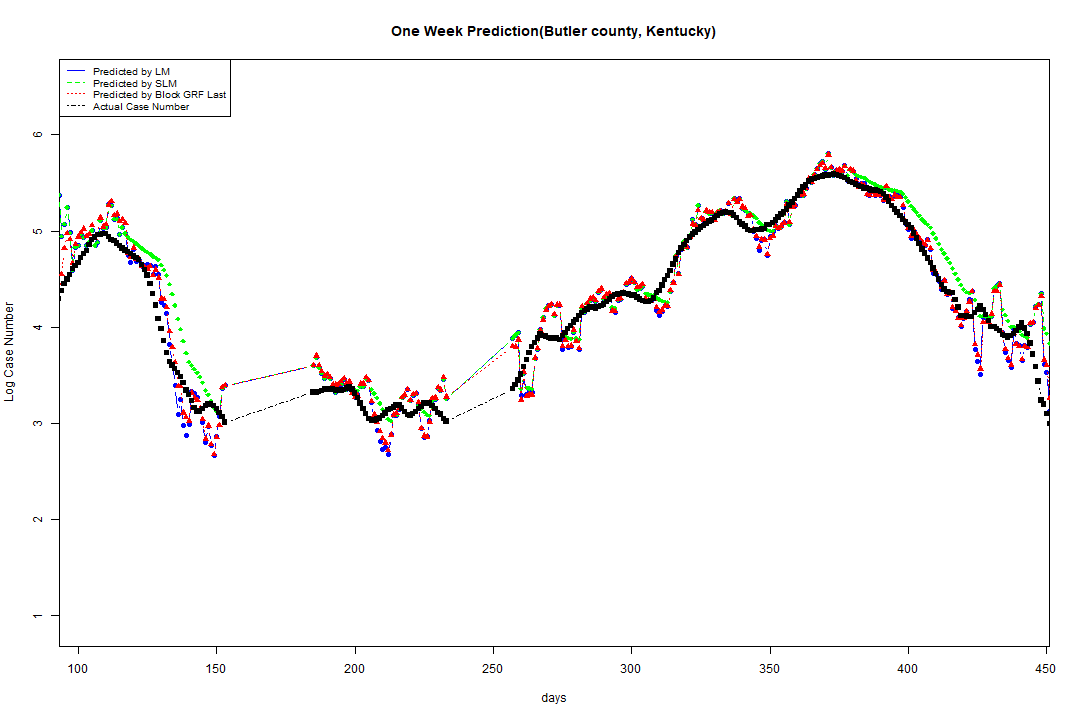 One Week Prediction(Butler county, Kentucky)
Predicted by LM
Predicted by SLM
Predicted by Block GRF Last
Actual Case Number
Log Case Number
6
5
4
3
2
1
100 150 200 250 300 350 400 450
days